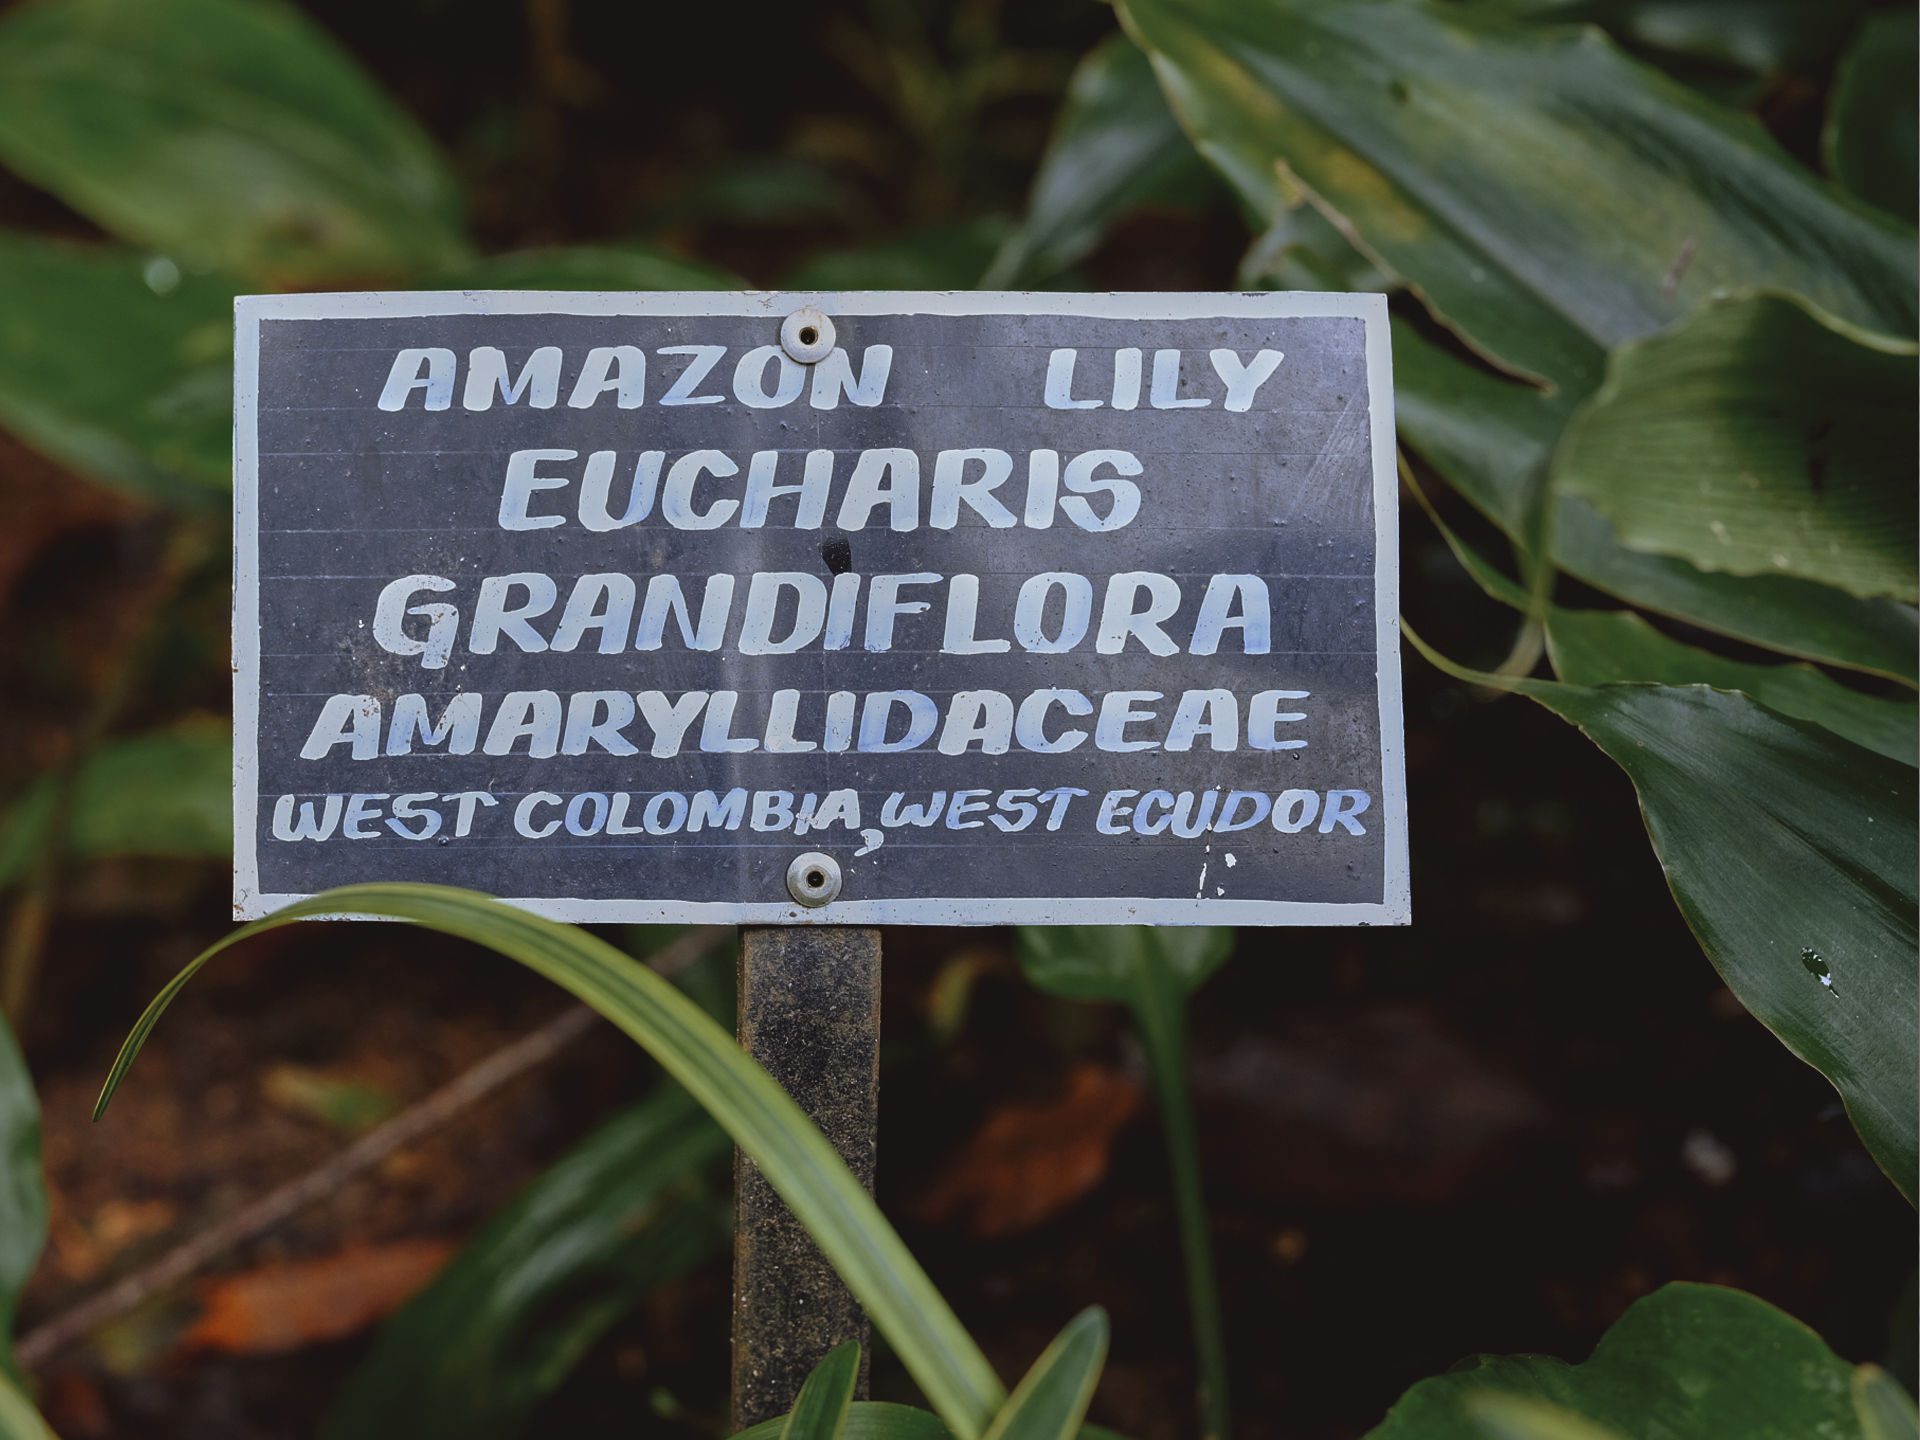 AMAZON LILY
EUCHARIS
GRANDIFLORA
AMARYLLIDACEAE
WEST COLOMBIA, WEST ECUDOR